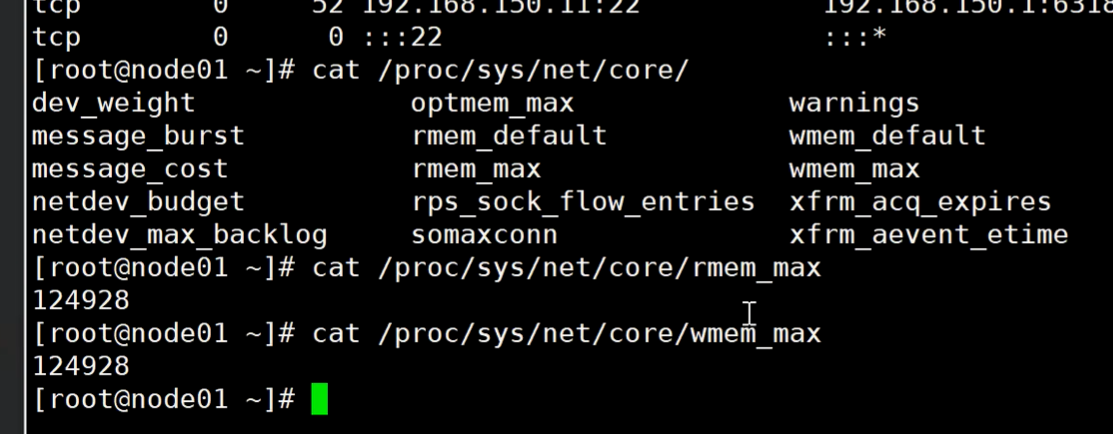 tcp 0 52 192.168.150.11:22 192.168.150.1:6318
tcp 0 0 :::22 :::*
[root@node01 ~]# cat /proc/sys/net/core/
dev_weight optmem_max warnings
message_burst rmem_default wmem_default
message_cost rmem_max wmem_max
netdev_budget rps_sock_flow_entries xfrm_acq_expires
netdev_max_backlog somaxconn xfrm_aevent_etime
[root@node01 ~]# cat /proc/sys/net/core/rmem_max
124928
[root@node01 ~]# cat /proc/sys/net/core/wmem_max
124928
[root@node01 ~]#